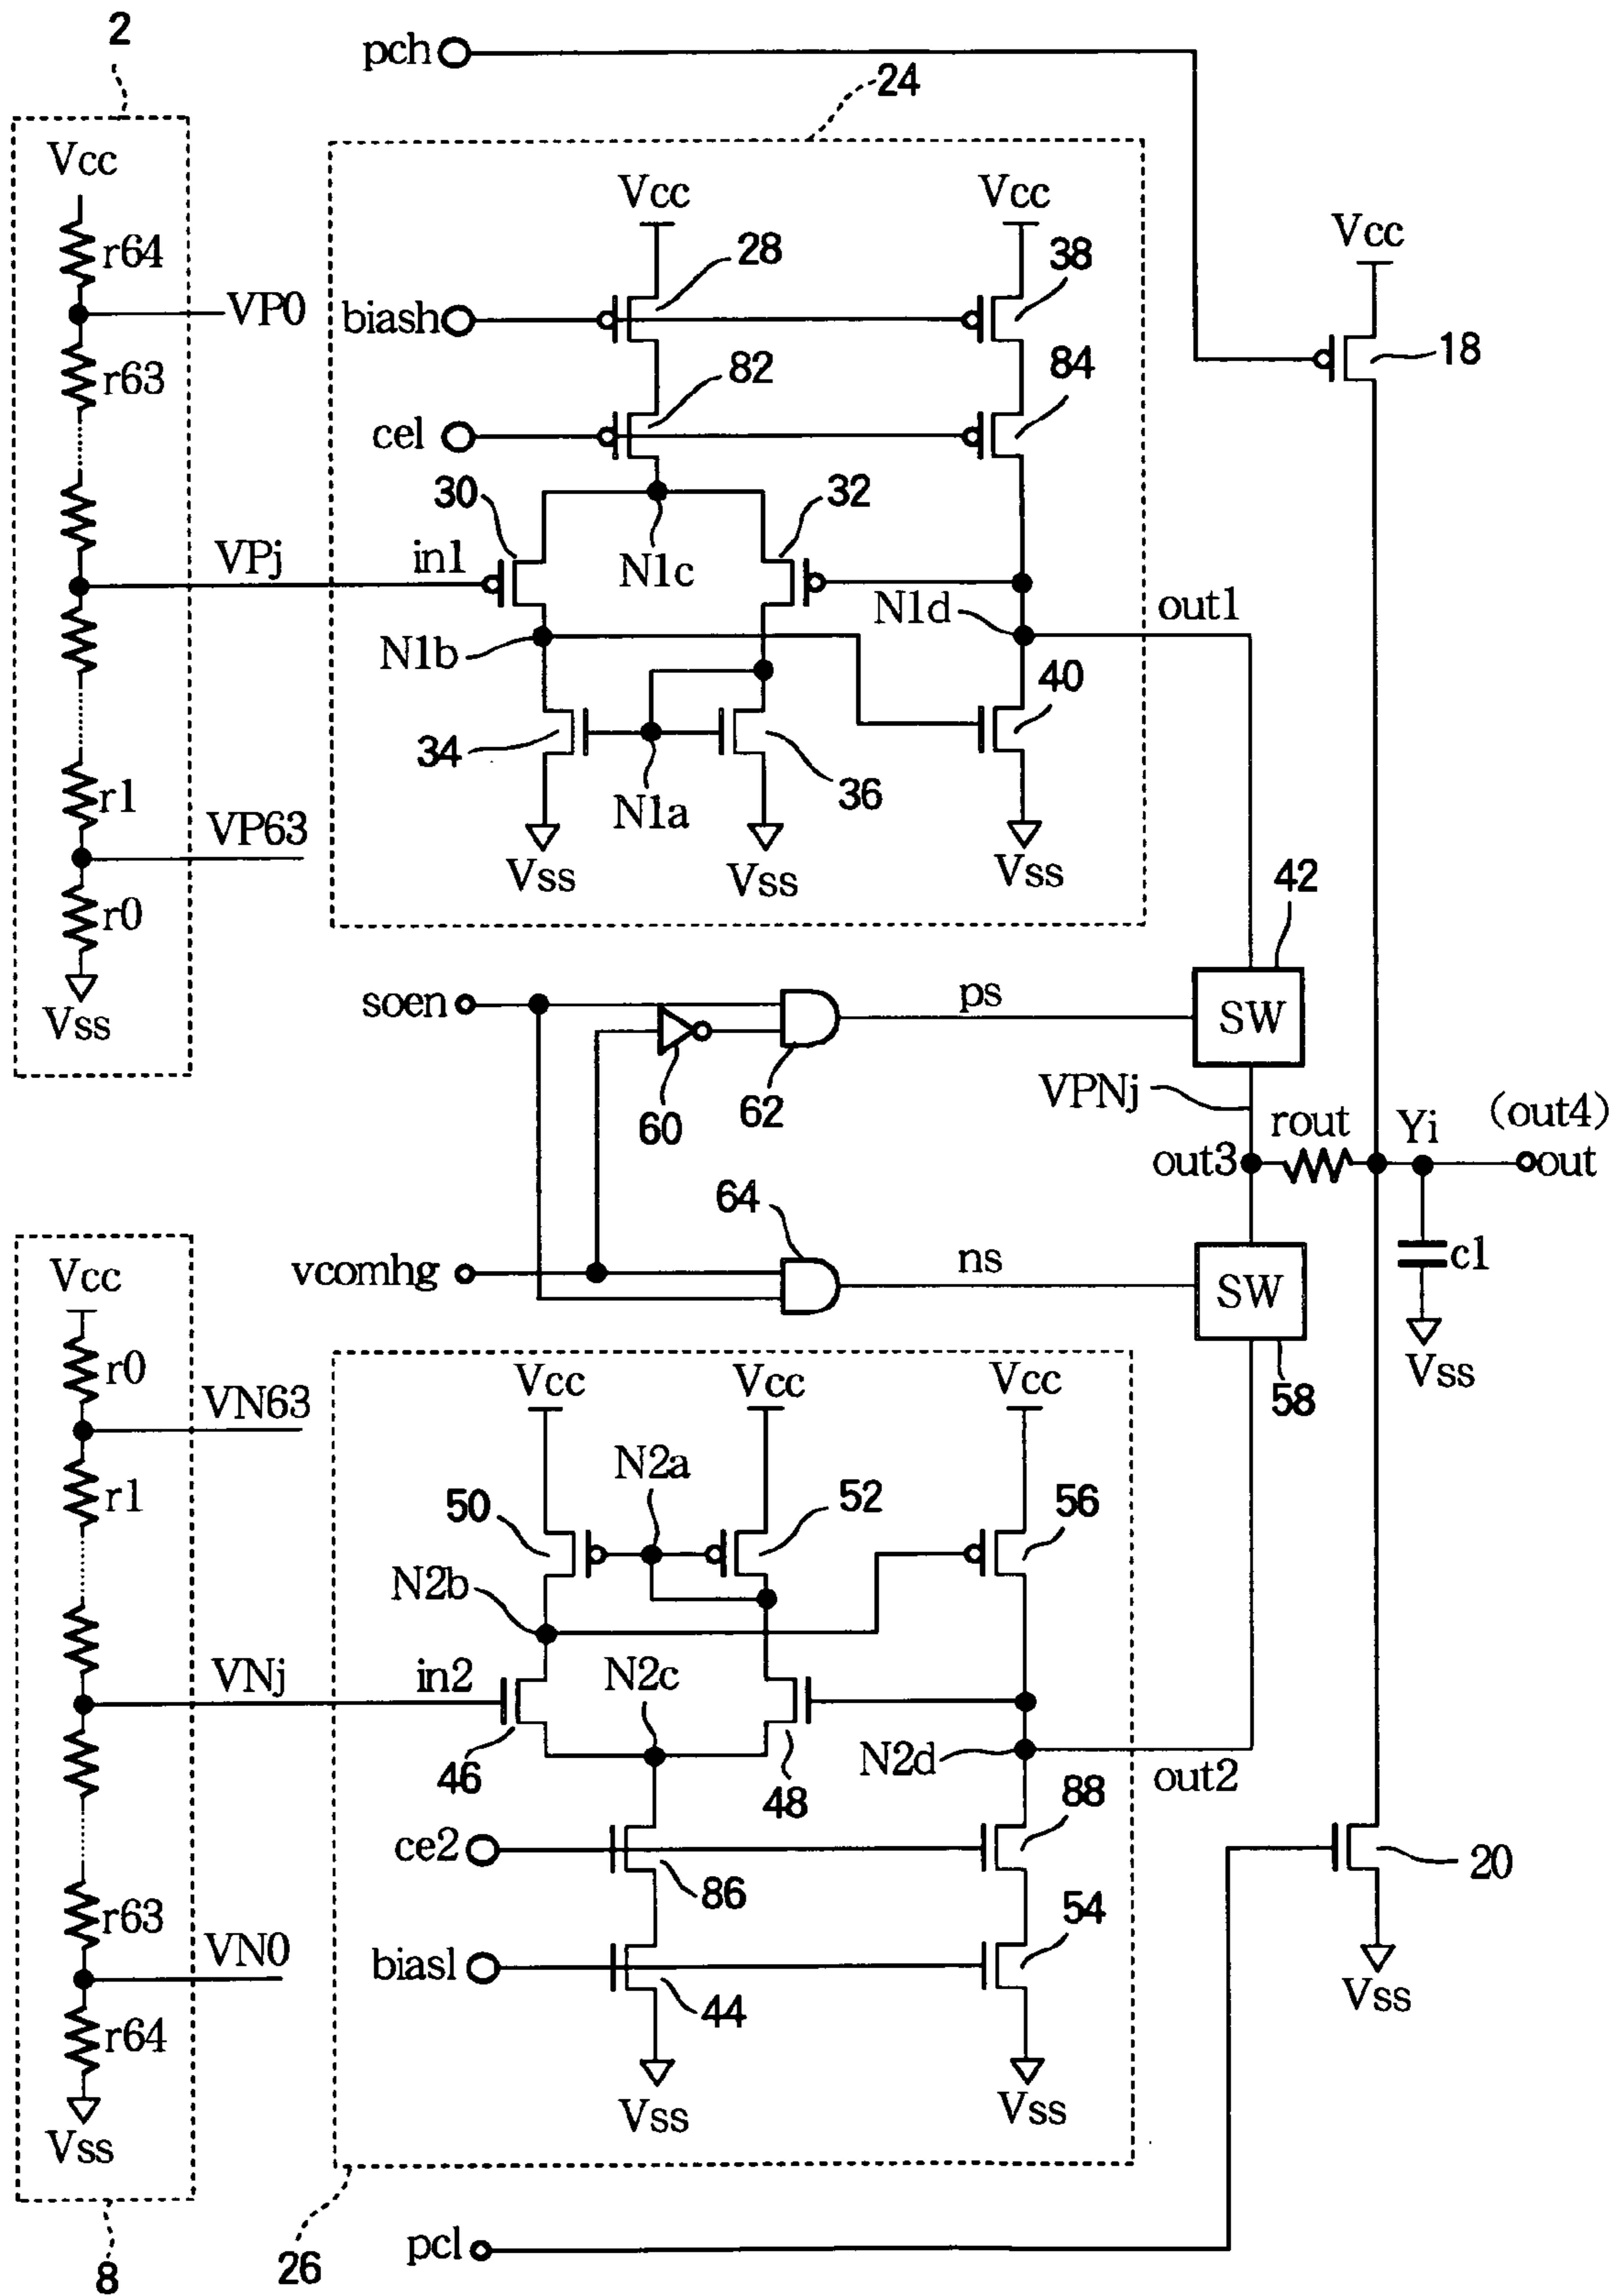 2
pch
24
Vcc
Vcc
Vcc
r64
28
38
Vcc
VP0
biash
18
r63
82
84
cel
30
32
VPj
in1
N1c
N1d
out1
N1b
40
34
36
r1
N1a
VP63
Vss
Vss
Vss
42
r0
Vss
soen
ps
SW
60
62
VPNj
rout
Yi
(out4)
out3
out
64
vcomhg
ns
SW
c1
Vss
58
Vcc
Vcc
Vcc
Vcc
r0
VN63
N2a
r1
50
52
56
N2b
VNj
in2
N2c
N2d
46
48
out2
88
ce2
86
20
r63
54
VN0
biasl
44
Vss
r64
Vss
Vss
Vss
8
26
pcl